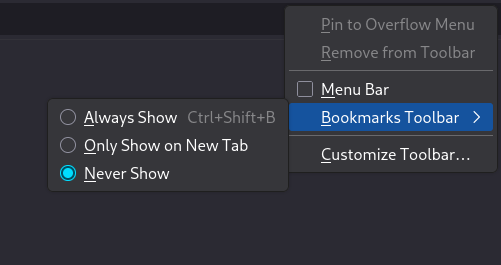 Pin to Overflow Menu
Remove from Toolbar
Menu Bar
Bookmarks Toolbar
Customize Toolbar...
Always Show Ctrl+Shift+B
Only Show on New Tab
Never Show